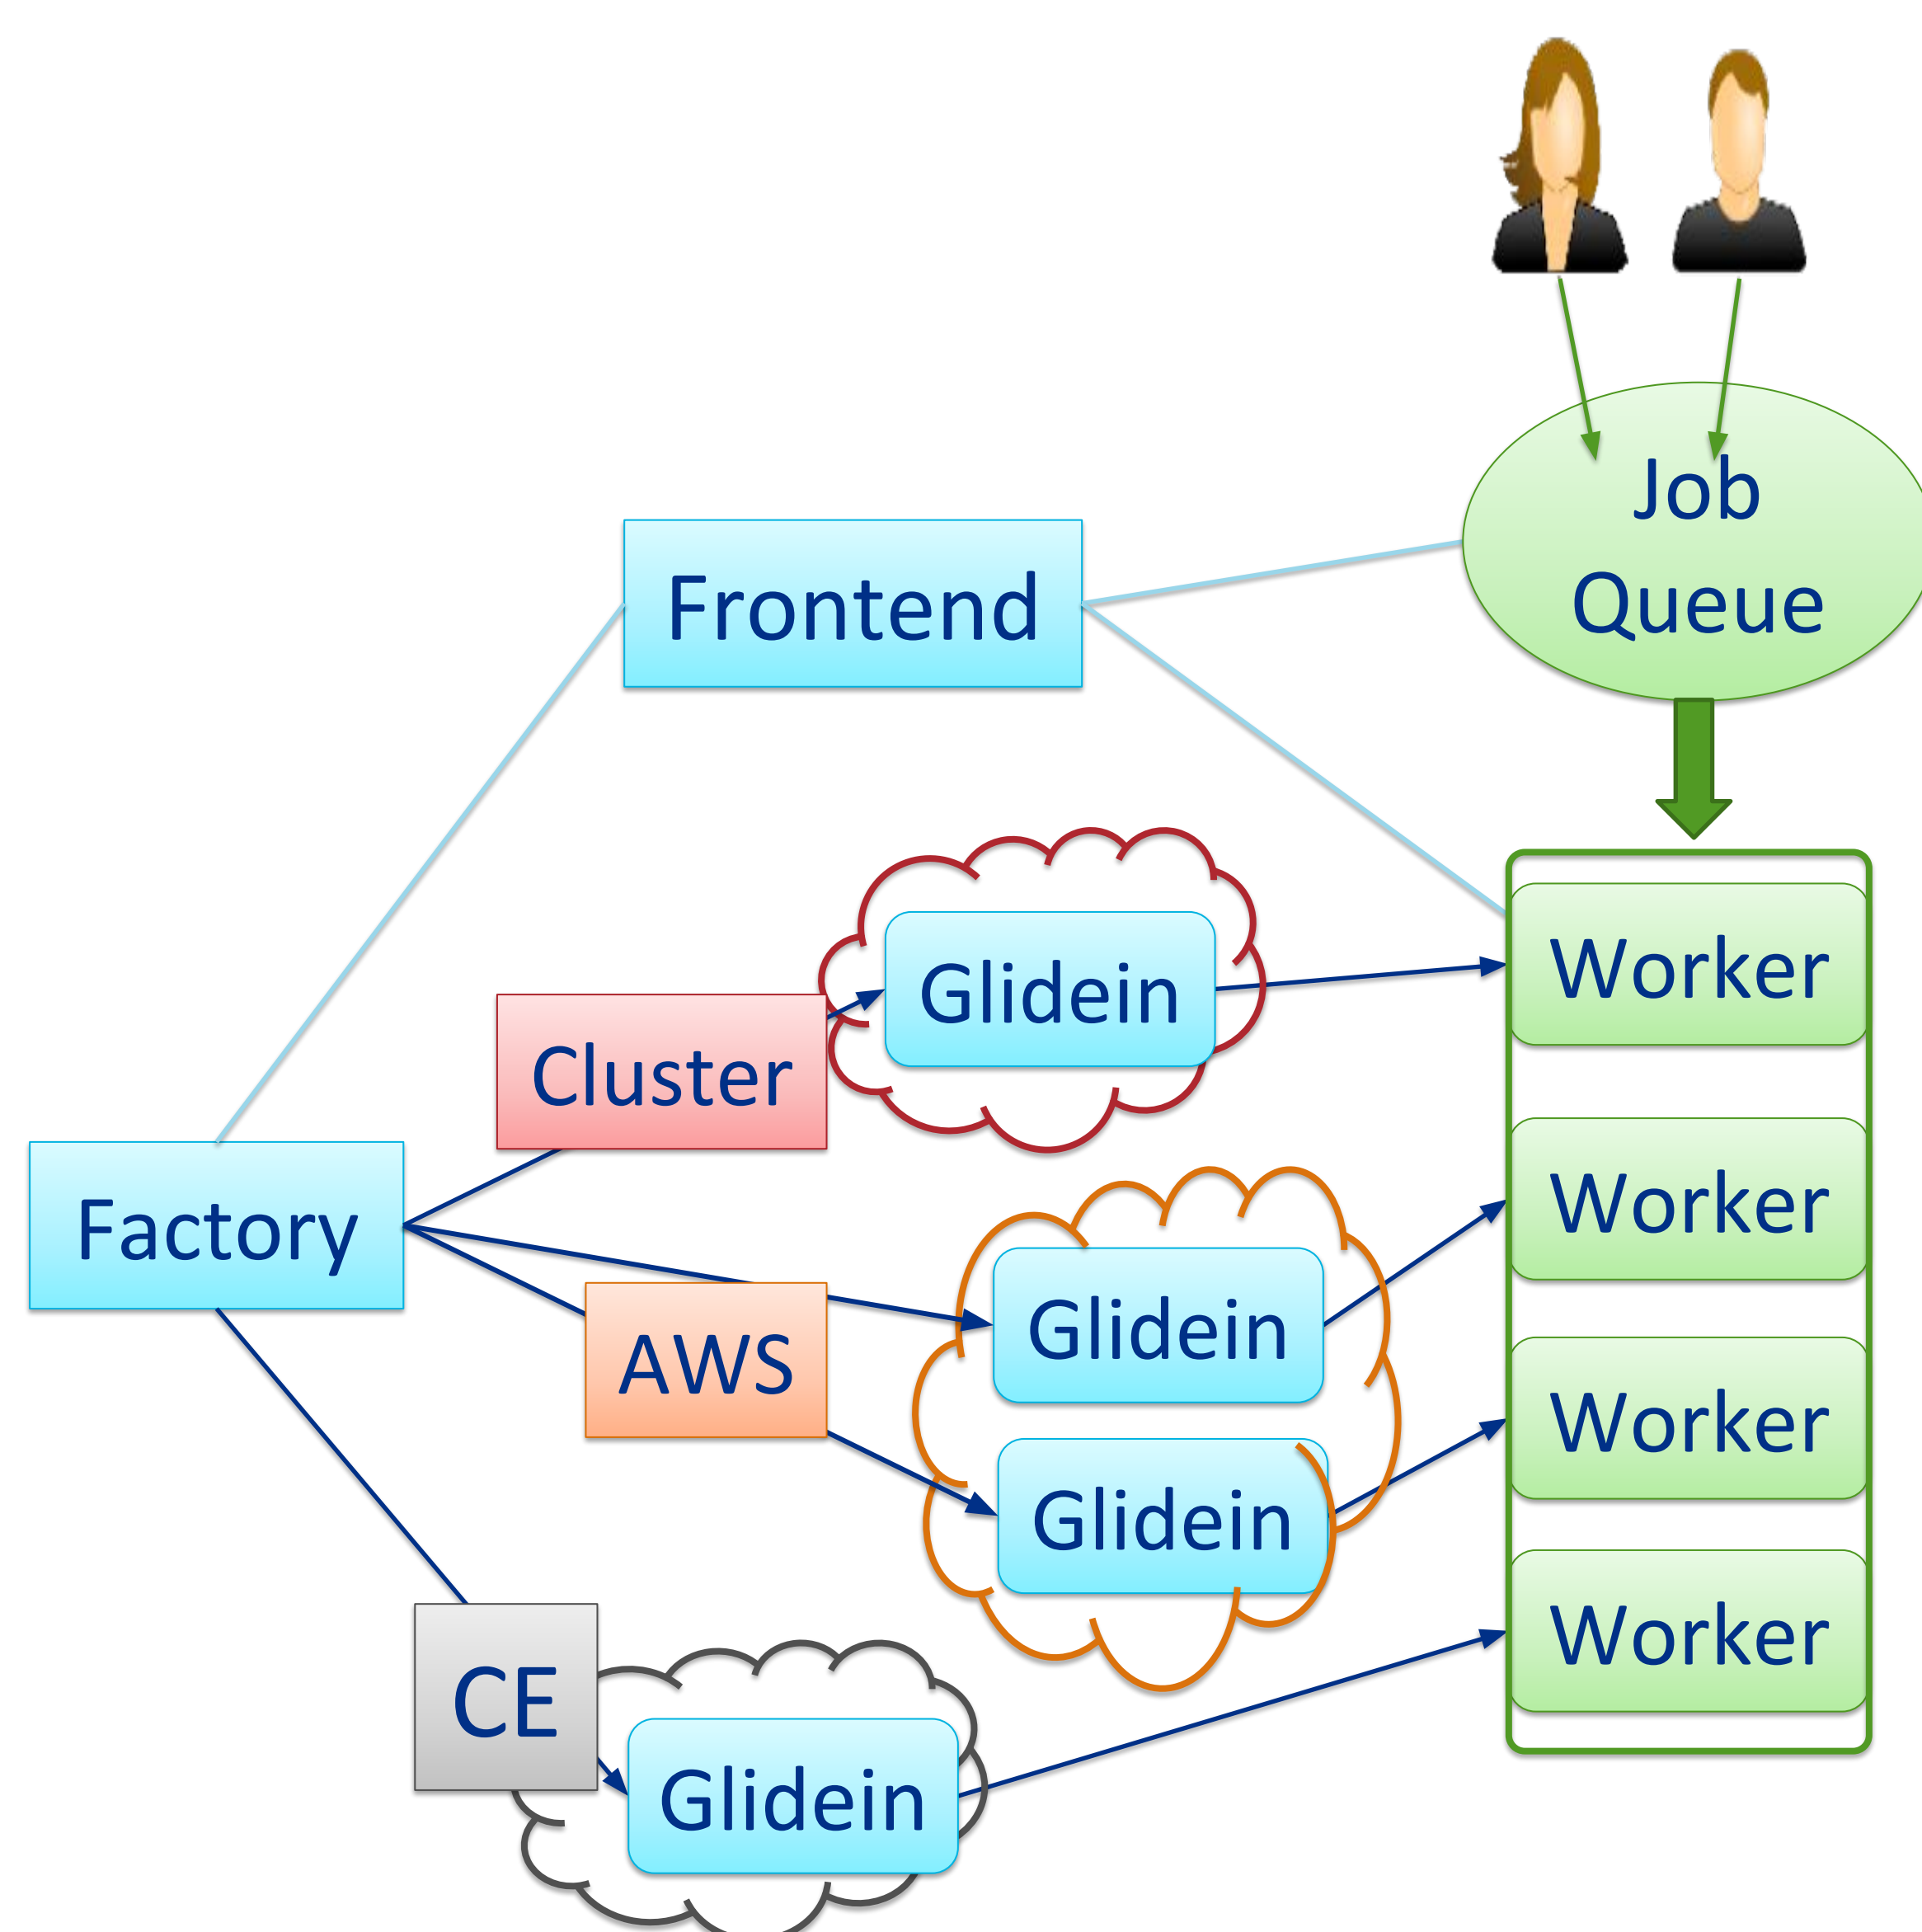 Job
Queue
Frontend
Glidein
Worker
Cluster
Factory
Worker
Glidein
AWS
Worker
Glidein
Worker
CE
Glidein